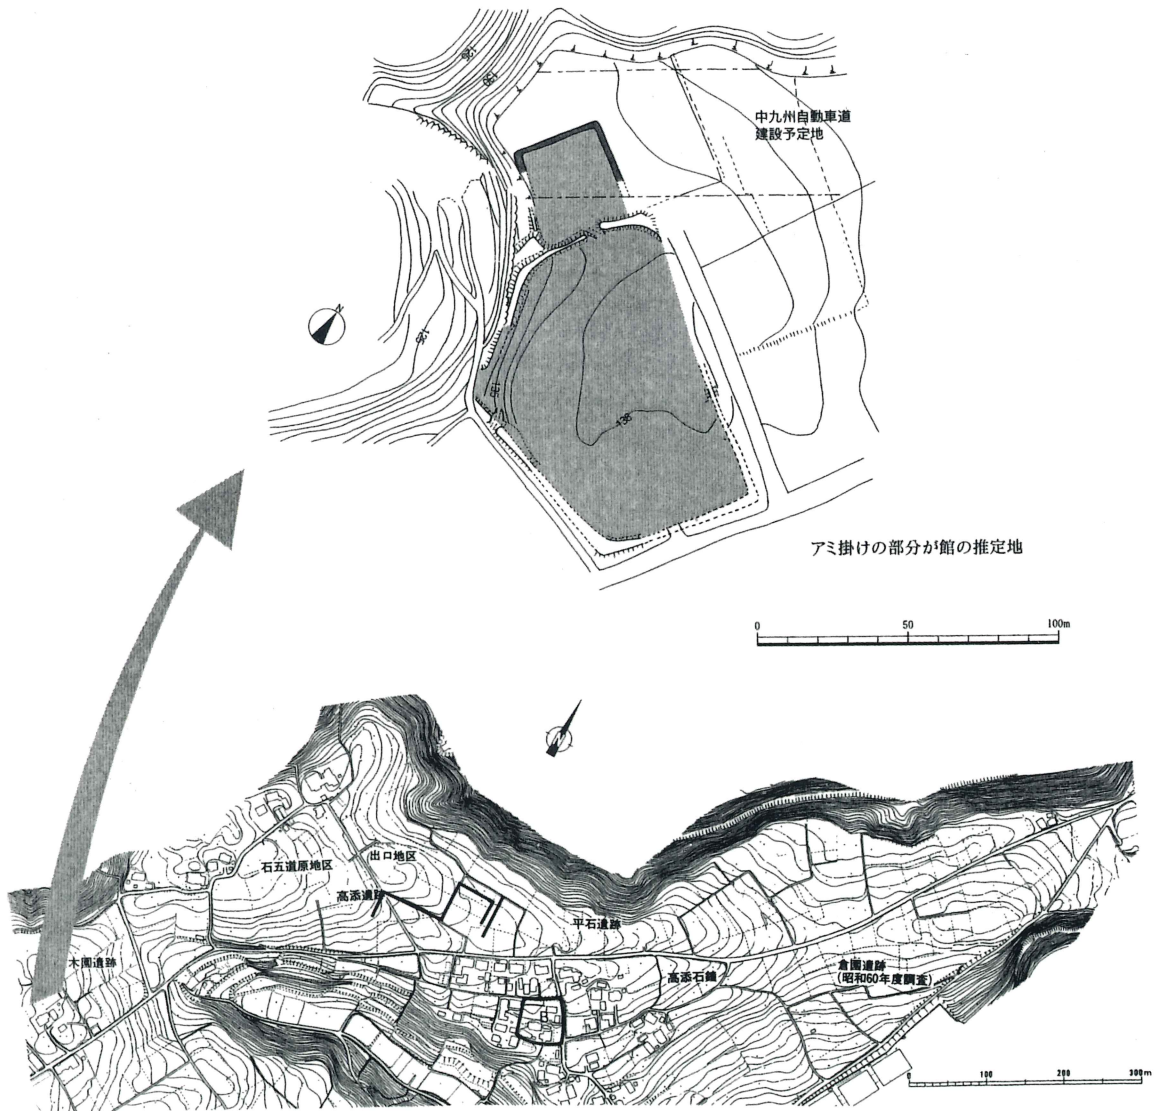 中九州自動車道
建設予定地
N
138
アミ掛けの部分が館の推定地
0 50 100m
石五道原地区
出口地区
高添遺跡
平石遺跡
木園遺跡
高添石鐘
倉園遺跡
(昭和60年度調査)
0 100 200 300m